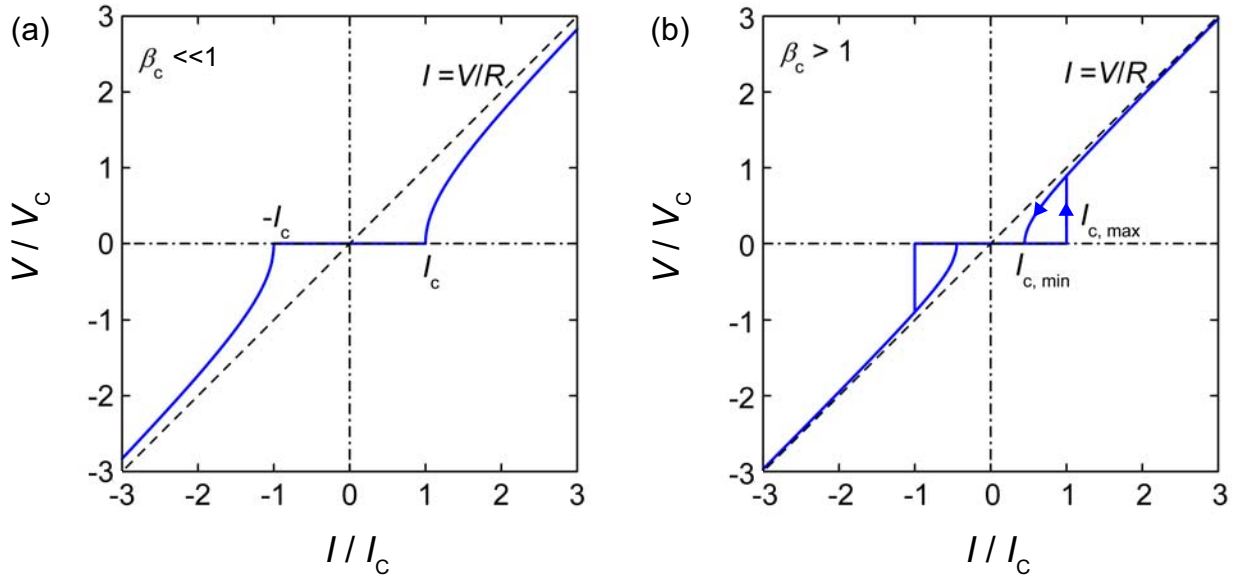 (a)
β_c <<1
I =V/R
-I_c
I_c
3
2
1
0
-1
-2
-3
-3 -2 -1 0 1 2 3
V / V_C
I / I_C
(b)
β_c > 1
I =V/R
I_c, max
I_c, min
3
2
1
0
-1
-2
-3
-3 -2 -1 0 1 2 3
V / V_C
I / I_C